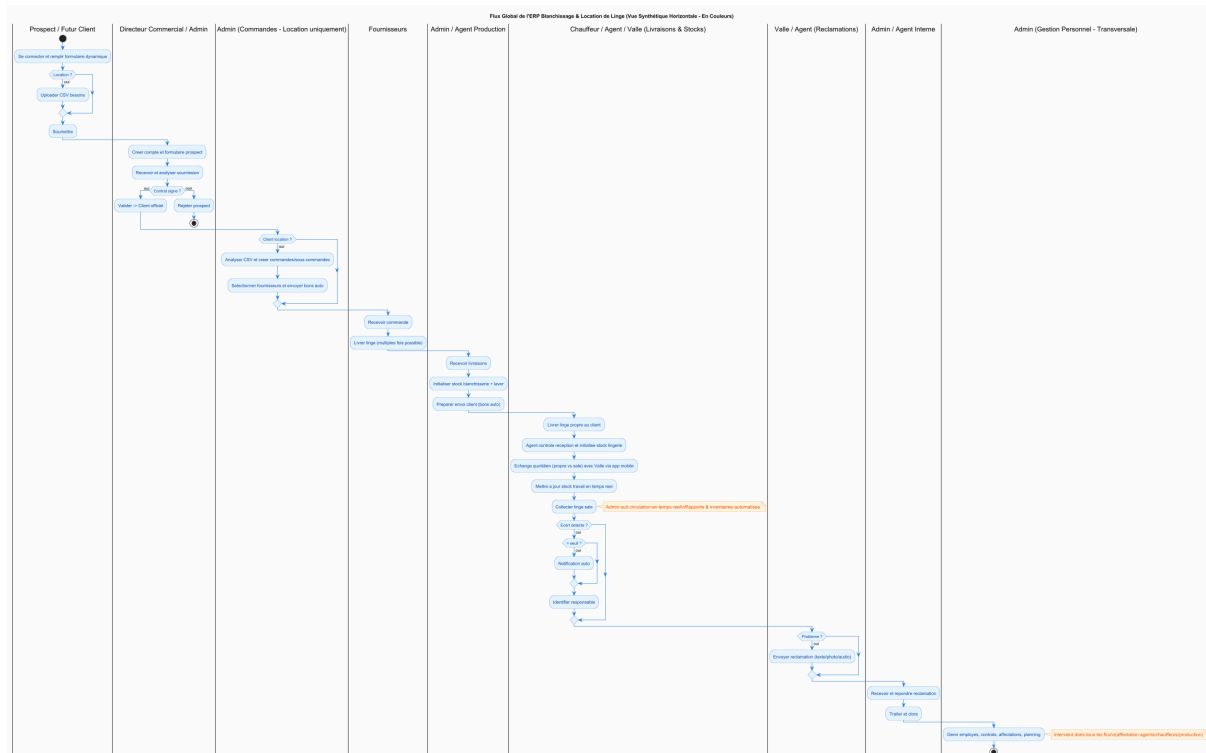 Flux Global de l'ERP Blanchissage & Location de Linge (Vue Synthétique Horizontale - En Couleurs)
Prospect / Futur Client
Directeur Commercial / Admin
Admin (Commandes - Location uniquement)
Fournisseurs
Admin / Agent Production
Chauffeur / Agent / Valle (Livraisons & Stocks)
Valle / Agent (Reclamations)
Admin / Agent Interne
Admin (Gestion Personnel - Transversale)
Se connecter et remplir formulaire dynamique
Location ?
oui
Uploader CSV besoins
Soumettre
Creer compte et formulaire prospect
Recevoir et analyser soumission
oui
Contrat signe ?
non
Valider -> Client officiel
Rejeter prospect
Client location ?
oui
Analyser CSV et creer commandes/sous-commandes
Selectionner fournisseurs et envoyer bons auto
Recevoir commande
Livrer linge (multiples fois possible)
Recevoir livraisons
Initialiser stock blanchisserie + laver
Preparer envoi client (bons auto)
Livrer linge propre au client
Agent controle reception et initialise stock lingerie
Echange quotidien (propre vs sale) avec Valle via app mobile
Mettre a jour stock travail en temps reel
Collecter linge sale
Admin suit circulation en temps reel\nRapports & inventaires automatises
Ecart detecte ?
oui
> seuil ?
oui
Notification auto
Identifier responsable
Probleme ?
oui
Envoyer reclamation (texte/photo/audio)
Recevoir et repondre reclamation
Traiter et clore
Gerer employes, contrats, affectations, planning
Intervient dans tous les flux\n(affectation agents/chauffeurs/production)